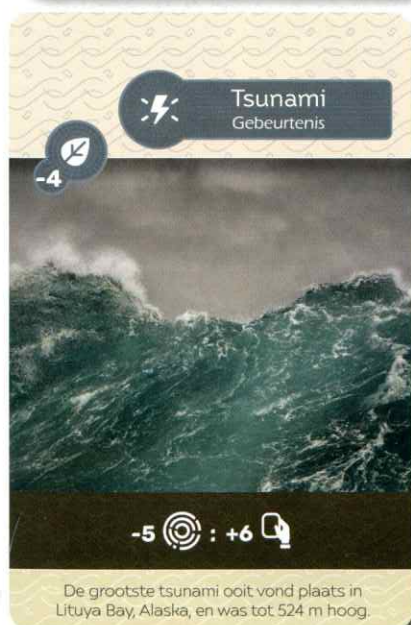 Tsunami
Gebeurtenis
-4
-5 : +6
De grootste tsunami ooit vond plaats in
Lituya Bay, Alaska, en was tot 524 m hoog.